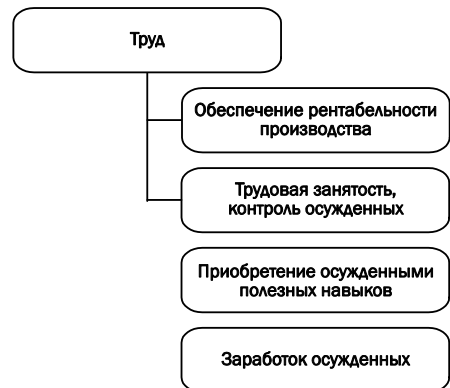 Труд
Обеспечение рентабельности
производства
Трудовая занятость,
контроль осужденных
Приобретение осужденными
полезных навыков
Заработок осужденных